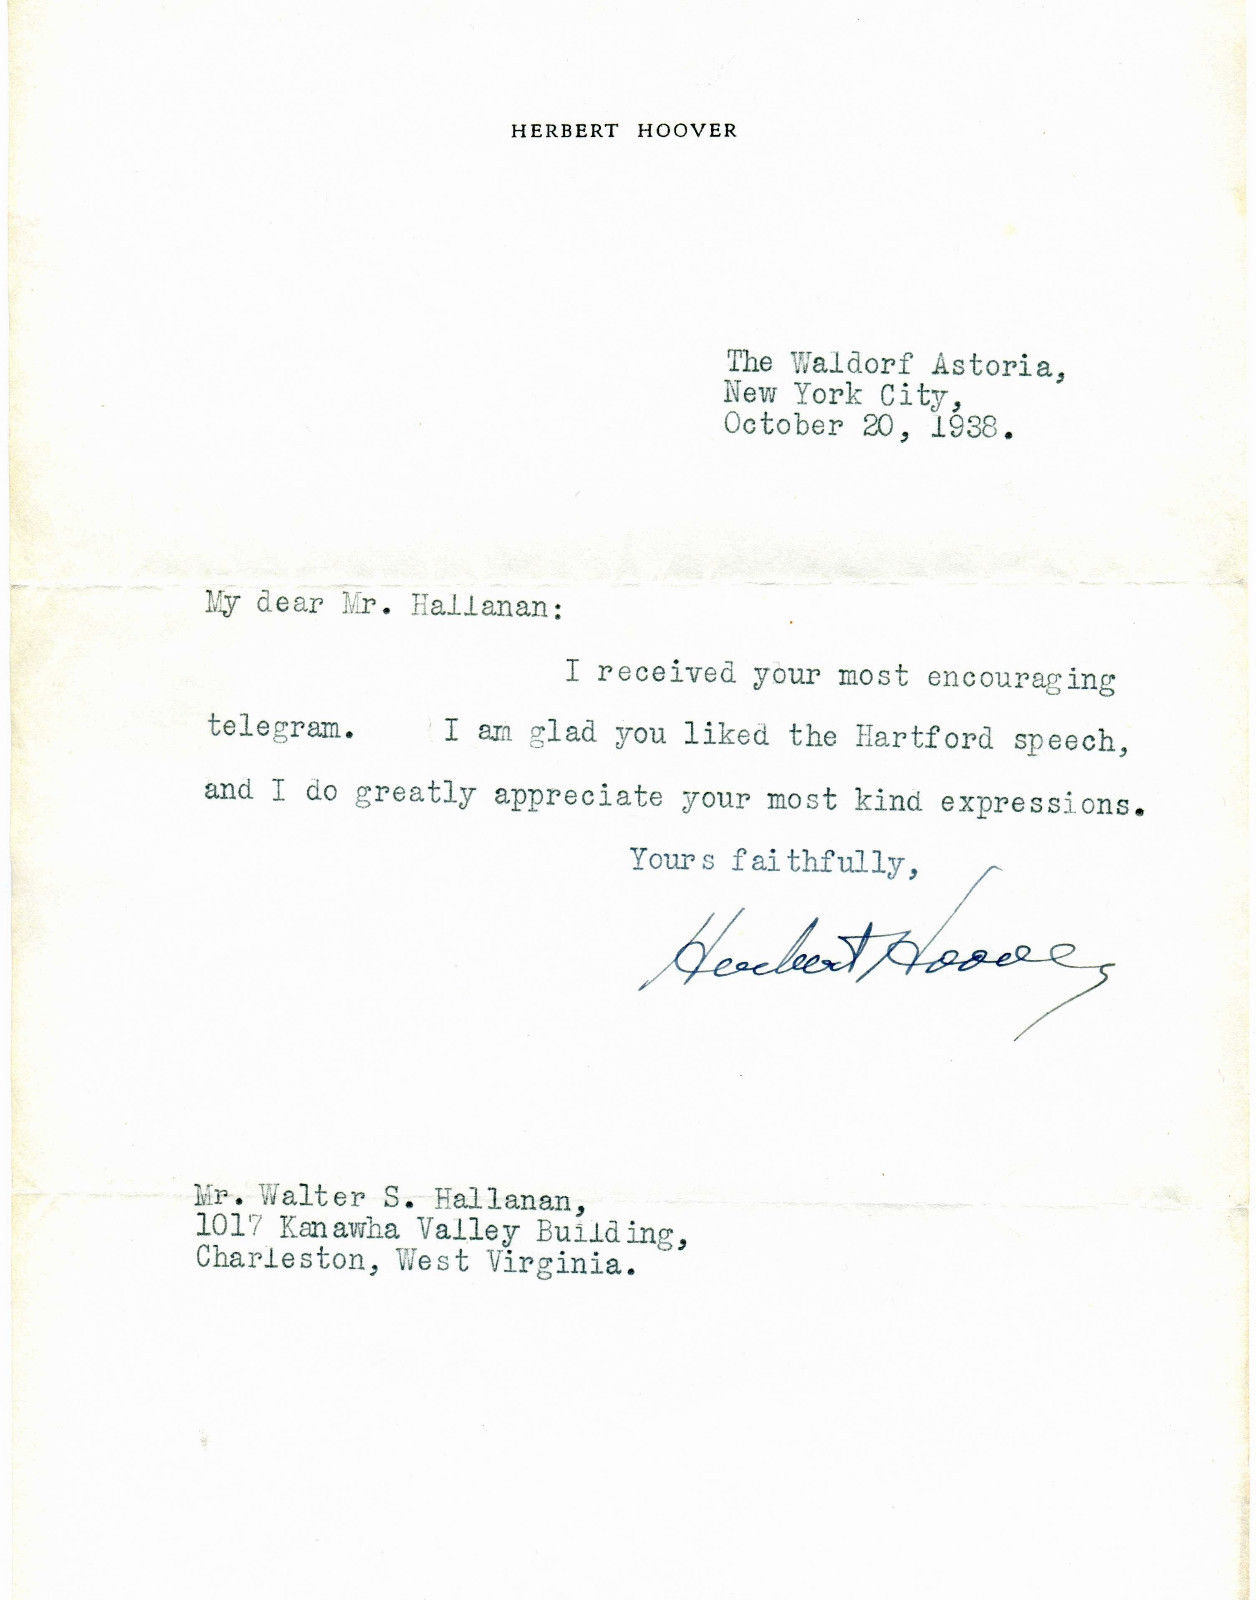 HERBERT HOOVER
The Waldorf Astoria,
New York City,
October 20, 1938.
My dear Mr. Hallanan:
I received your most encouraging
telegram. I am glad you liked the Hartford speech,
and I do greatly appreciate your most kind expressions.
Yours faithfully,
Herbert Hoover
Mr. Walter S. Hallanan,
1017 Kanawha Valley Building,
Charleston, West Virginia.